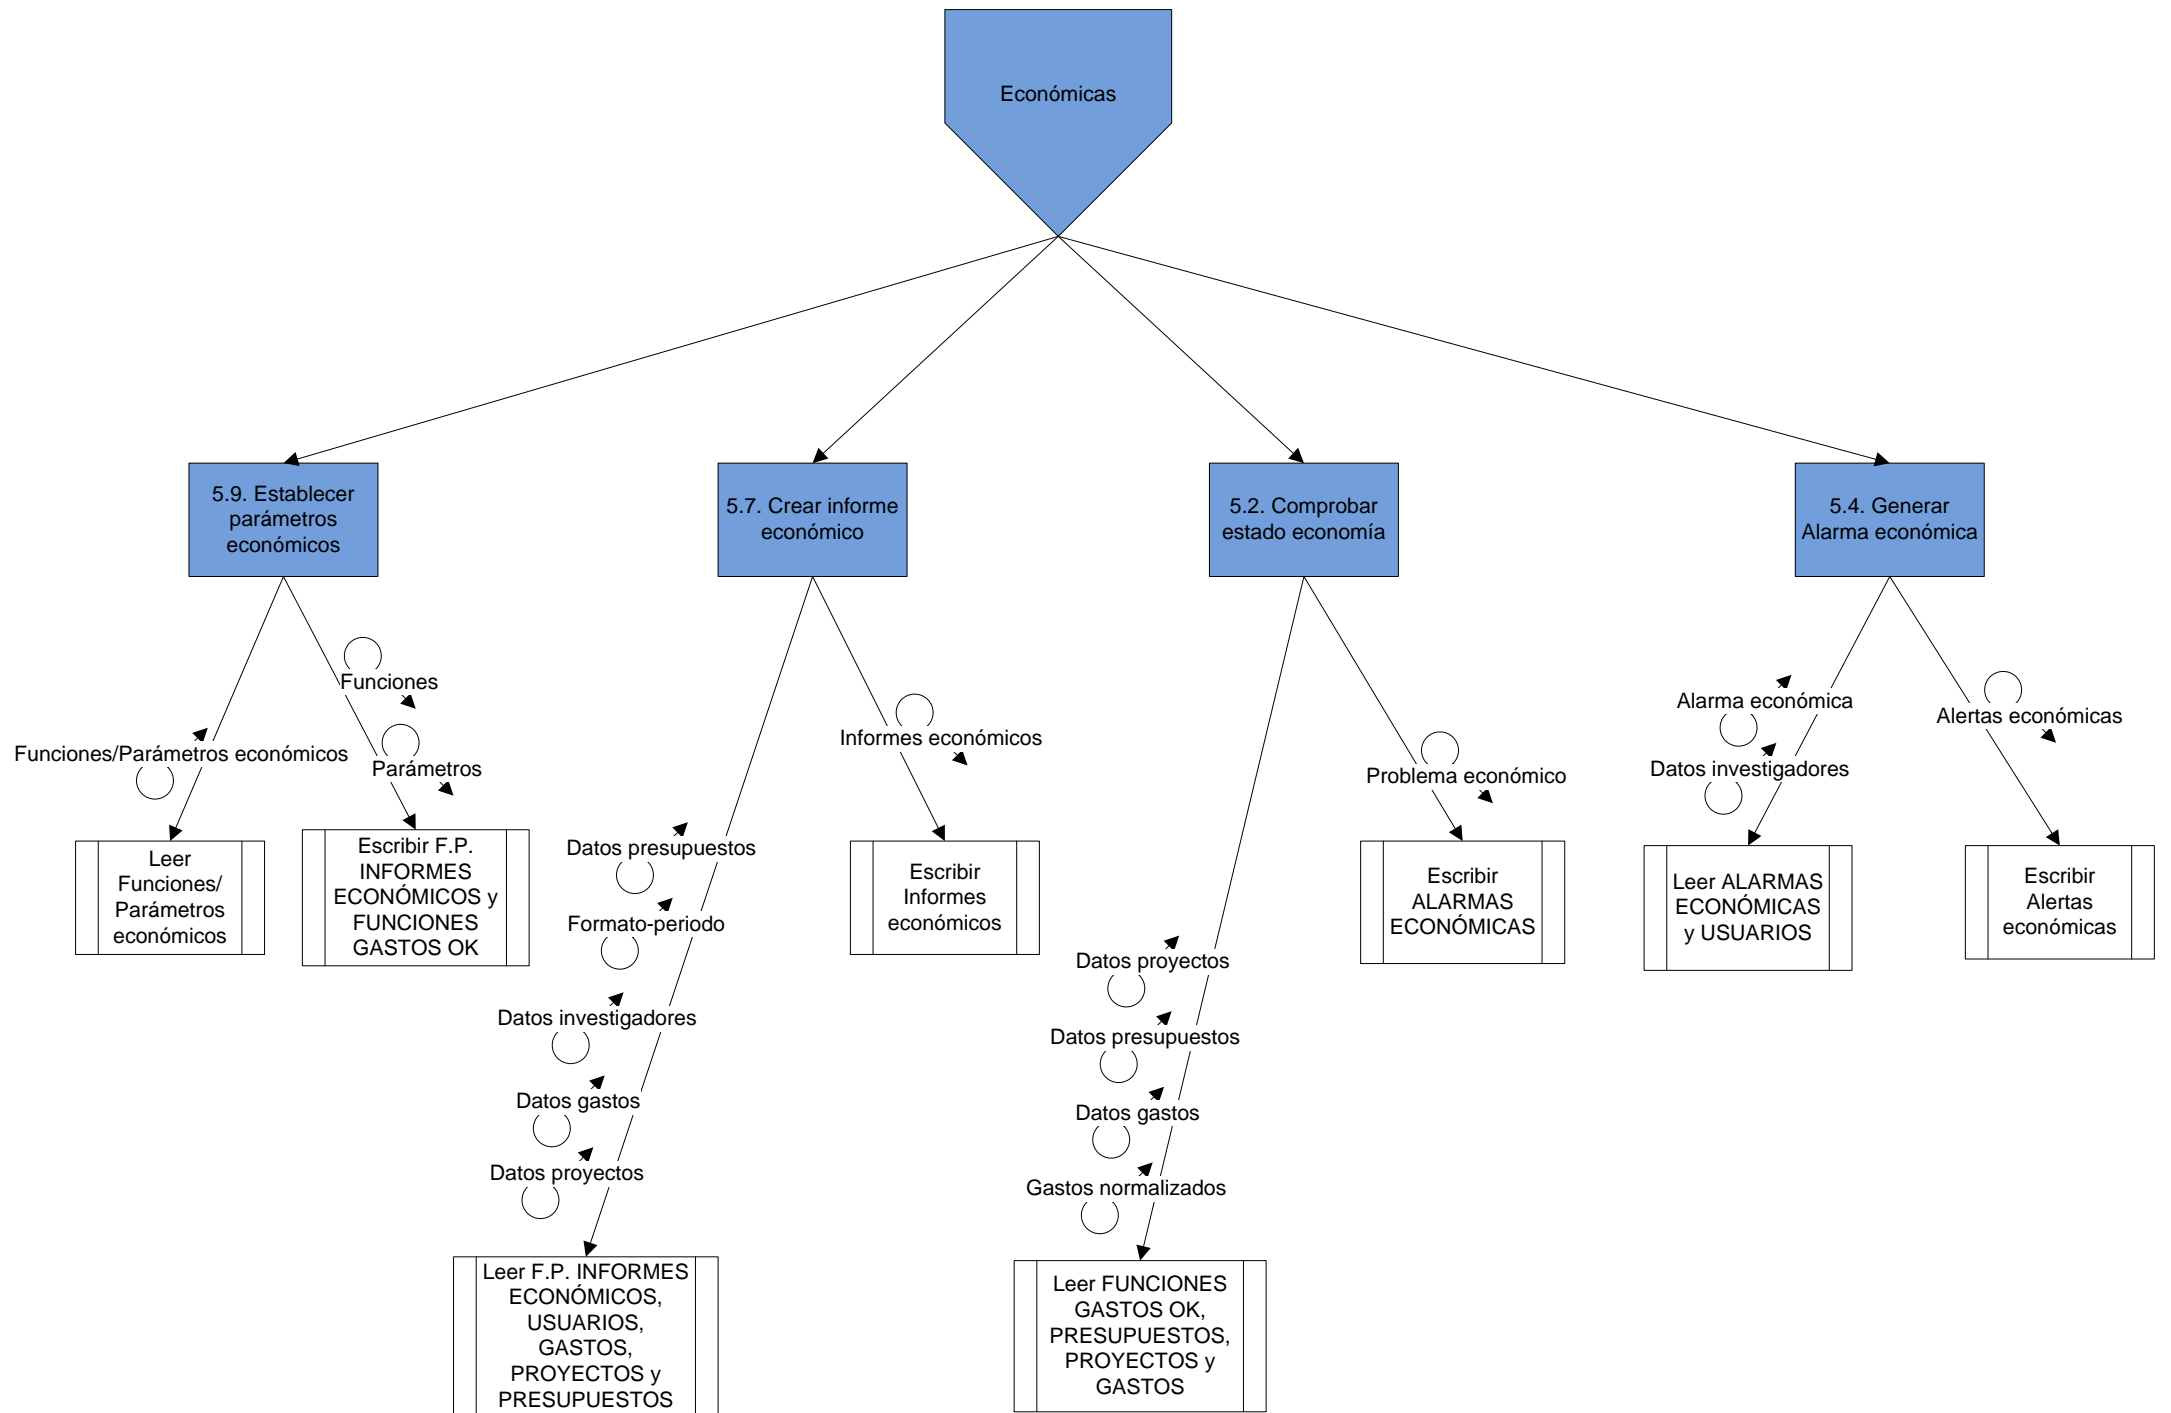 Económicas
5.9. Establecer
parámetros
económicos
5.7. Crear informe
económico
5.2. Comprobar
estado economía
5.4. Generar
Alarma económica
Funciones
Funciones/Parámetros económicos
Parámetros
Informes económicos
Problema económico
Alarma económica
Datos investigadores
Alertas económicas
Leer
Funciones/
Parámetros
económicos
Escribir F.P.
INFORMES
ECONÓMICOS y
FUNCIONES
GASTOS OK
Datos presupuestos
Formato-periodo
Datos investigadores
Datos gastos
Datos proyectos
Escribir
Informes
económicos
Datos proyectos
Datos presupuestos
Datos gastos
Gastos normalizados
Escribir
ALARMAS
ECONÓMICAS
Leer ALARMAS
ECONÓMICAS
y USUARIOS
Escribir
Alertas
económicas
Leer F.P. INFORMES
ECONÓMICOS,
USUARIOS,
GASTOS,
PROYECTOS y
PRESUPUESTOS
Leer FUNCIONES
GASTOS OK,
PRESUPUESTOS,
PROYECTOS y
GASTOS